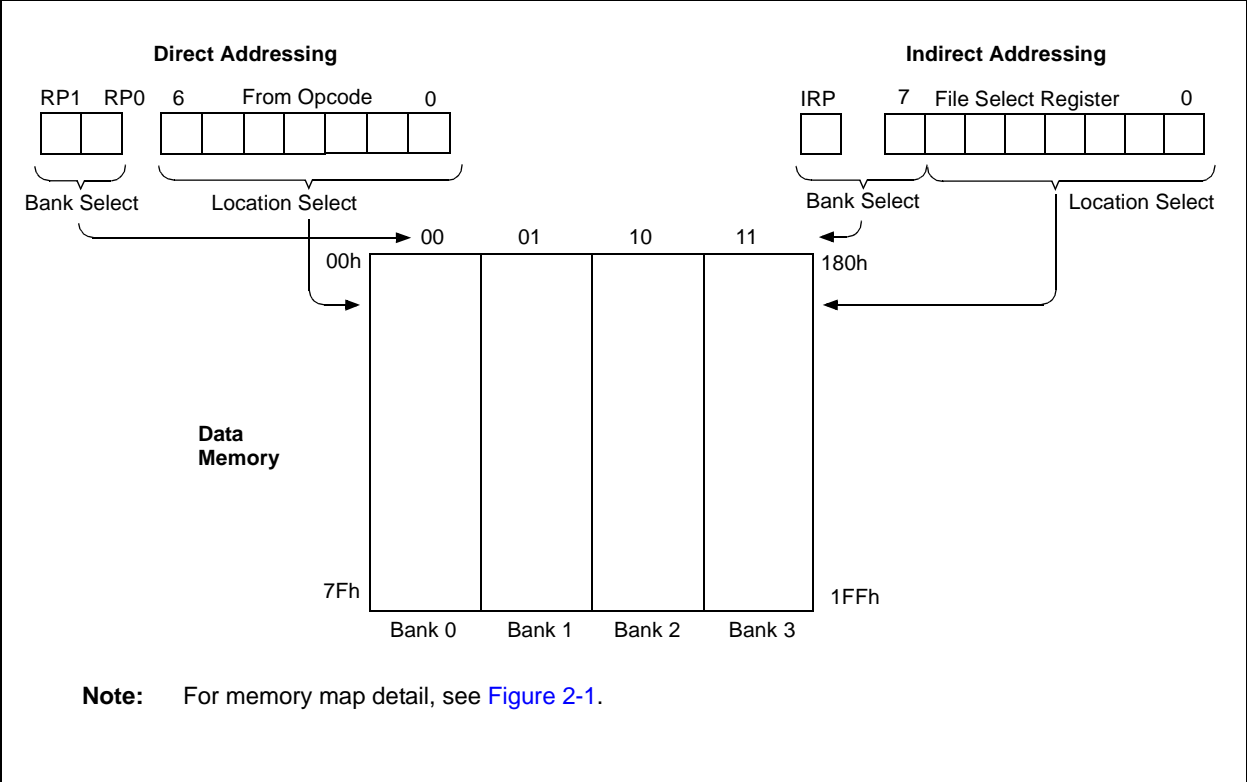 Direct Addressing
Indirect Addressing
RP1 RP0 6 From Opcode 0
IRP 7 File Select Register 0
Bank Select Location Select
Bank Select Location Select
00 01 10 11
00h
180h
Data
Memory
7Fh
1FFh
Bank 0 Bank 1 Bank 2 Bank 3
Note: For memory map detail, see Figure 2-1.